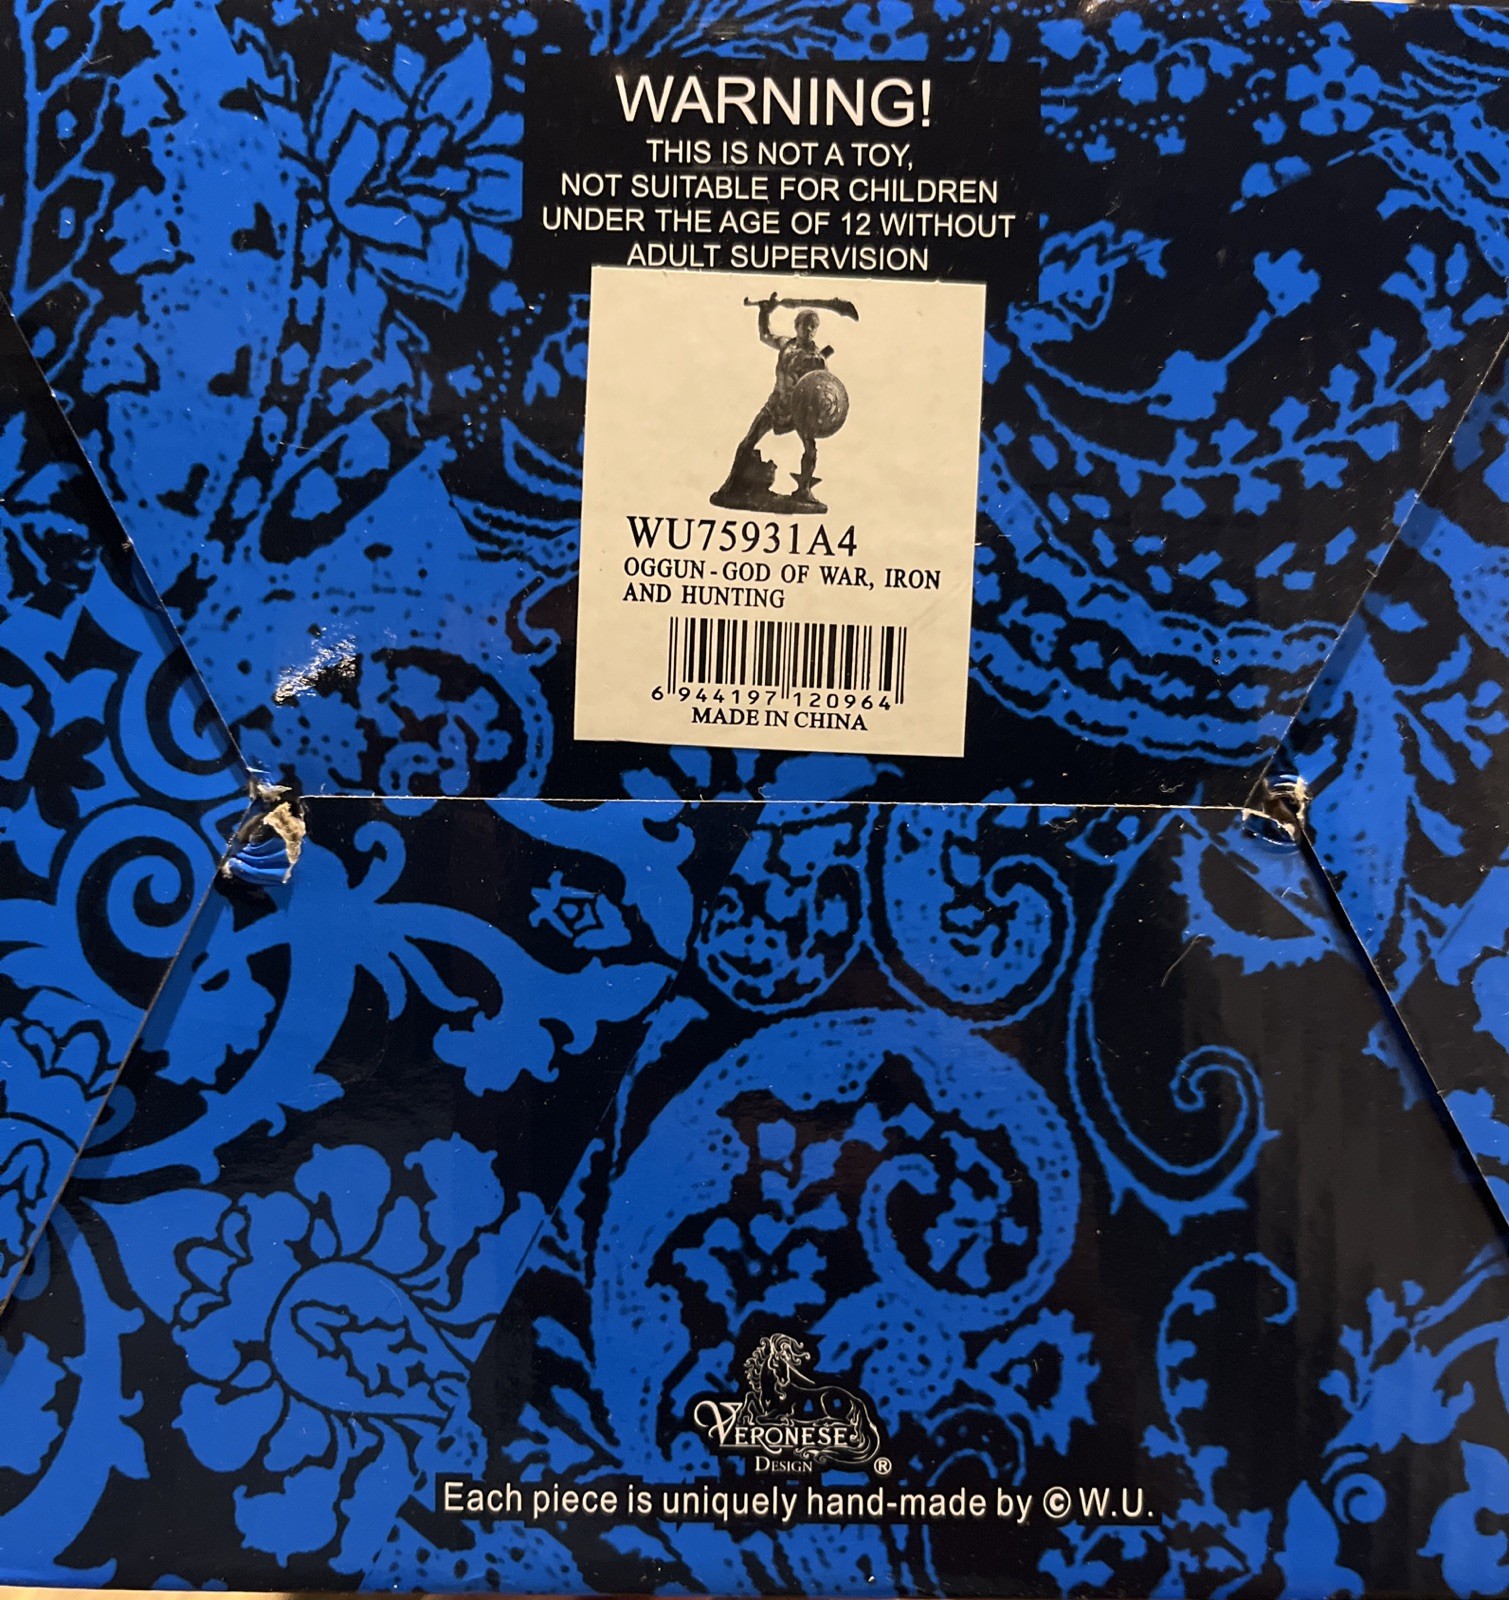 WARNING!
THIS IS NOT A TOY,
NOT SUITABLE FOR CHILDREN
UNDER THE AGE OF 12 WITHOUT
ADULT SUPERVISION
WU75931A4
OGGUN-GOD OF WAR, IRON
AND HUNTING
6 944197 120964
MADE IN CHINA
VERONESE
DESIGN ®
Each piece is uniquely hand-made by © W.U.